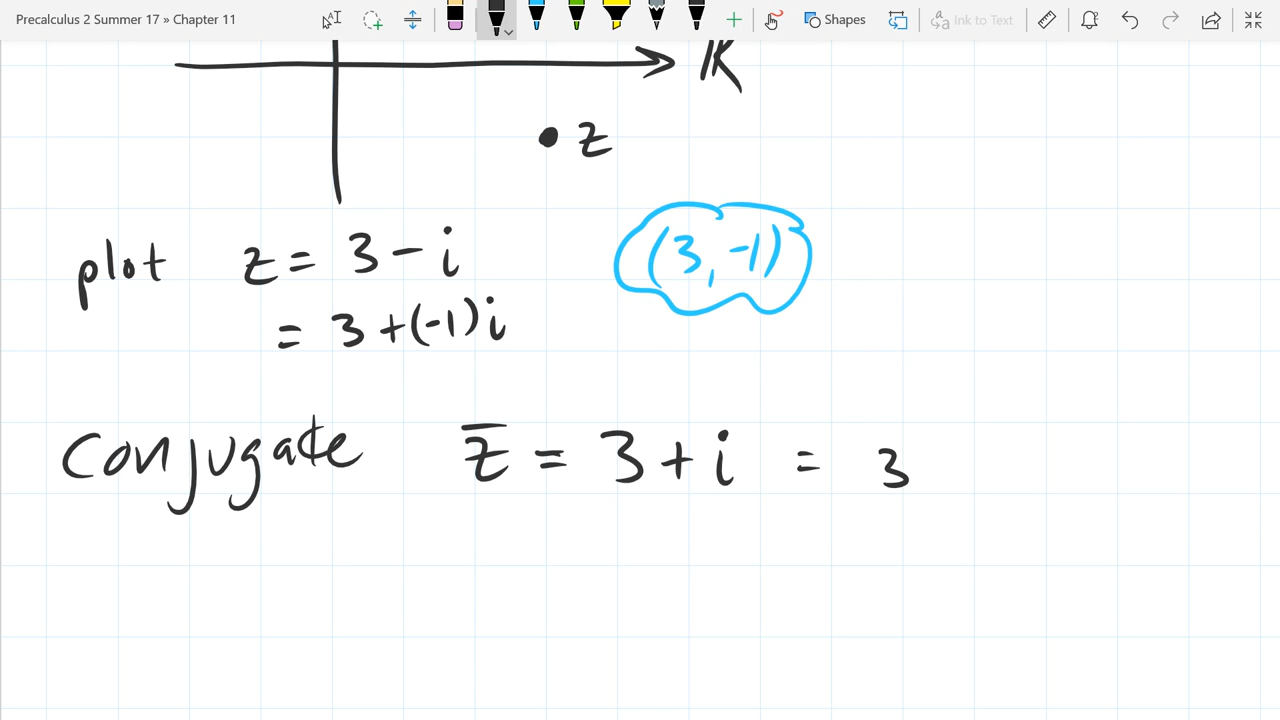 Precalculus 2 Summer 17 » Chapter 11
Shapes
Ink to Text
ℝ
z
plot z = 3 - i
(3, -1)
= 3 + (-1)i
Conjugate z̅ = 3 + i = 3